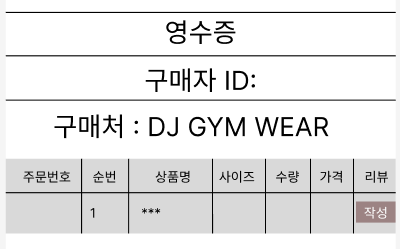 영수증
구매자 ID:
구매처 : DJ GYM WEAR
주문번호 순번 상품명 사이즈 수량 가격 리뷰
1 *** 작성